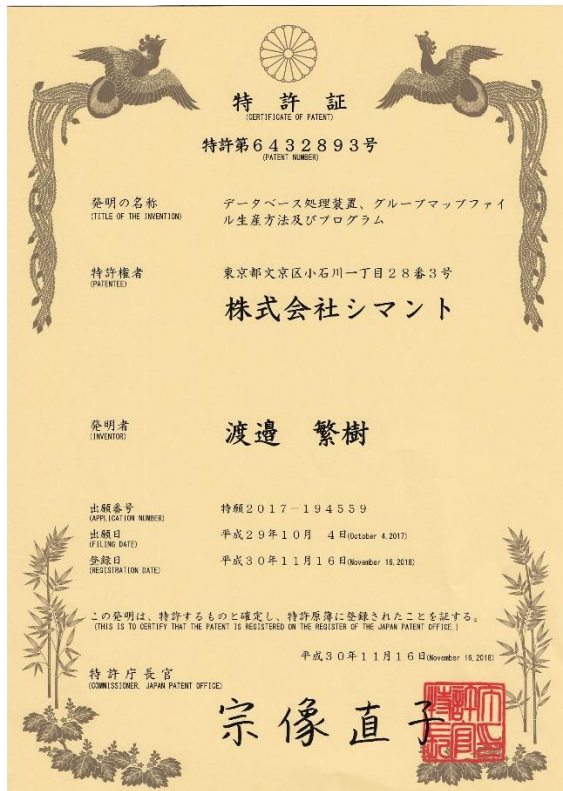 特許証
(CERTIFICATE OF PATENT)
特許第６４３２８９３号
(PATENT NUMBER)
発明の名称
(TITLE OF THE INVENTION)
データベース処理装置、グループマップファイ
ル生産方法及びプログラム
特許権者
(PATENTEE)
東京都文京区小石川一丁目２８番３号
株式会社シマント
発明者
(INVENTOR)
渡邉　繁樹
出願番号
(APPLICATION NUMBER)
特願２０１７－１９４５５９
出願日
(FILING DATE)
平成２９年１０月　４日(October 4,2017)
登録日
(REGISTRATION DATE)
平成３０年１１月１６日(November 16,2018)
この発明は、特許するものと確定し、特許原簿に登録されたことを証する。
(THIS IS TO CERTIFY THAT THE PATENT IS REGISTERED ON THE REGISTER OF THE JAPAN PATENT OFFICE.)
平成３０年１１月１６日(November 16,2018)
特許庁長官
(COMMISSIONER, JAPAN PATENT OFFICE)
宗像直子